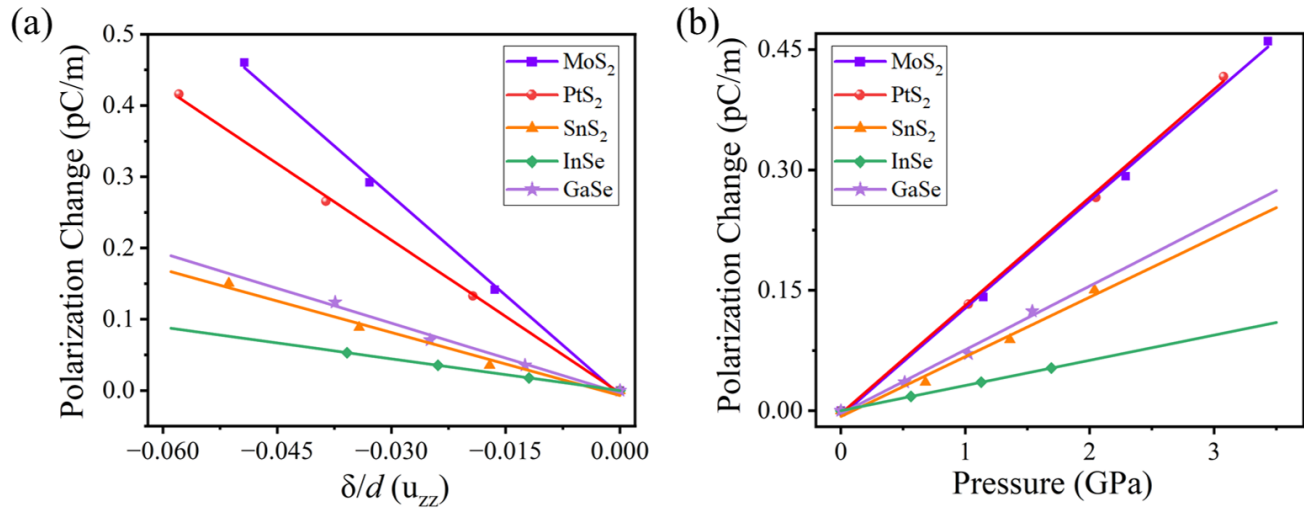 (a)
Polarization Change (pC/m)
0.5
0.4
0.3
0.2
0.1
0.0
−0.060
−0.045
−0.030
−0.015
0.000
δ/d (u_zz)
MoS₂
PtS₂
SnS₂
InSe
GaSe
(b)
Polarization Change (pC/m)
0.45
0.30
0.15
0.00
0
1
2
3
Pressure (GPa)
MoS₂
PtS₂
SnS₂
InSe
GaSe